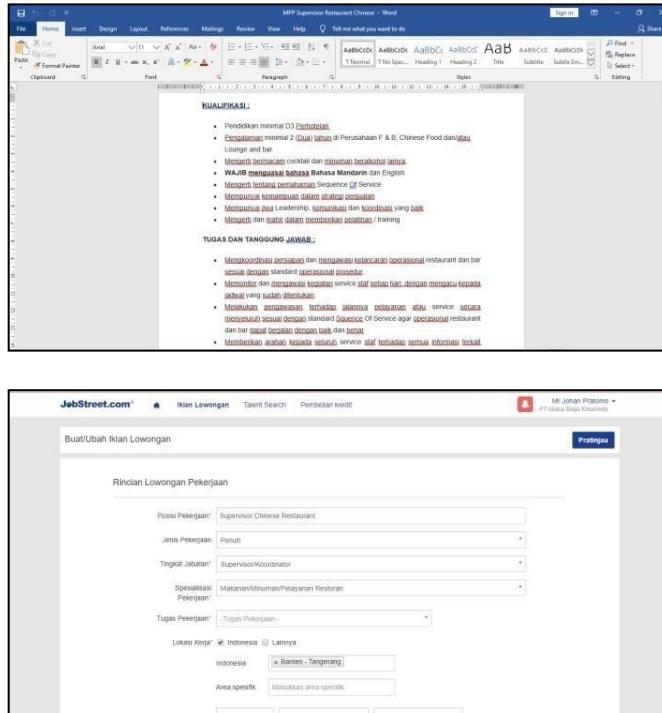 MPP Supervisor Restaurant Chinese - Word
Sign in
File Home Insert Design Layout References Mailings Review View Help Tell me what you want to do Share
Paste
Cut
Copy
Format Painter
Arial 11
AaBbCcDc AaBbCcDc AaBbCc AaBbCcC AaB AaBbCcC AaBbCcDc
1 Normal 1 No Spac... Heading 1 Heading 2 Title Subtitle Subtle Em...
Find
Replace
Select
Clipboard Font Paragraph Styles Editing
KUALIFIKASI :
• Pendidikan minimal D3 Perhotelan
• Pengalaman minimal 2 (Dua) tahun di Perusahaan F & B, Chinese Food dan/atau
Lounge and bar.
• Mengerti bermacam cocktail dan minuman beralkohol lainya.
• WAJIB menguasai bahasa Bahasa Mandarin dan English
• Mengerti tentang pemahaman Sequence Of Service
• Mempunyai kemampuan dalam strategi penjualan
• Mempunyai jiwa Leadership, komunikasi dan koordinasi yang baik
• Mengerti dan mahir dalam memberikan pelatihan / training
TUGAS DAN TANGGUNG JAWAB :
• Mengkoordinasi persiapan dan mengawasi kelancaran operasional restaurant dan bar
sesuai dengan standard operasional prosedur.
• Memonitor dan mengawasi kegiatan service staf setiap hari, dengan mengacu kepada
jadwal yang sudah ditentukan.
• Melakukan pengawasan terhadap jalannya pelayanan atau service secara
menyeluruh sesuai dengan standard Squence Of Service agar operasional restaurant
dan bar dapat berjalan dengan baik dan benar
• Memberikan arahan kepada seluruh service staf terhadap semua informasi terkait
JobStreet.com Iklan Lowongan Talent Search Pembelian kredit
Mr Johan Pratomo
PT Akasa Boga Kreasindo
Buat/Ubah Iklan Lowongan
Pratinjau
Rincian Lowongan Pekerjaan
Posisi Pekerjaan* Supervisor Chinese Restaurant
Jenis Pekerjaan Penuh
Tingkat Jabatan* Supervisor/Koordinator
Spesialisasi Pekerjaan* Makanan/Minuman/Pelayanan Restoran
Tugas Pekerjaan* -Tugas Pekerjaan-
Lokasi Kerja* Indonesia Lainnya
Indonesia × Banten - Tangerang
Area spesifik Masukkan area spesifik